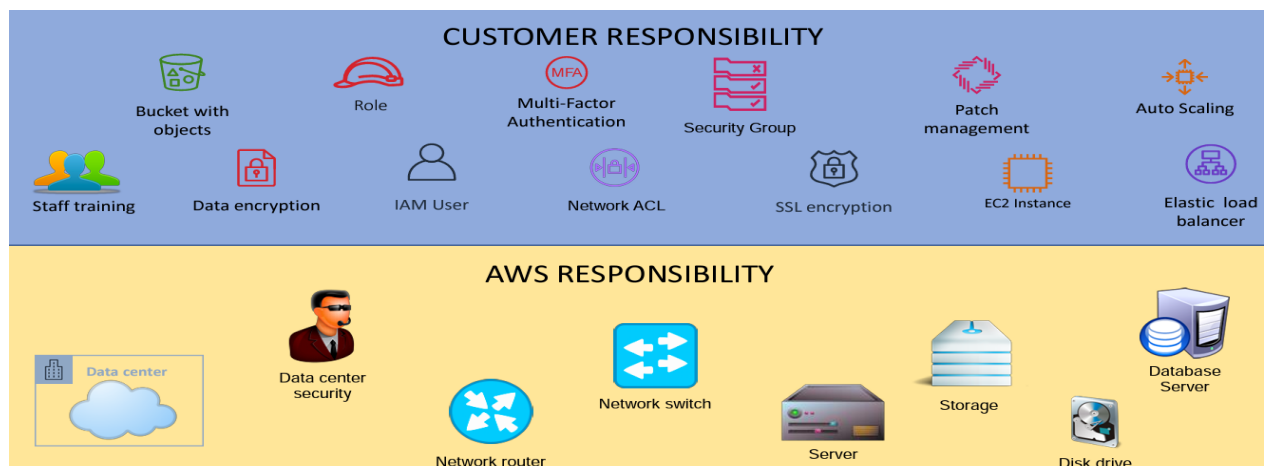 CUSTOMER RESPONSIBILITY
MFA
Bucket with
objects
Role
Multi-Factor
Authentication
Security Group
Patch
management
Auto Scaling
Staff training
Data encryption
IAM User
Network ACL
SSL encryption
EC2 Instance
Elastic load
balancer
AWS RESPONSIBILITY
Data center
Data center
security
Network router
Network switch
Server
Storage
Disk drive
Database
Server